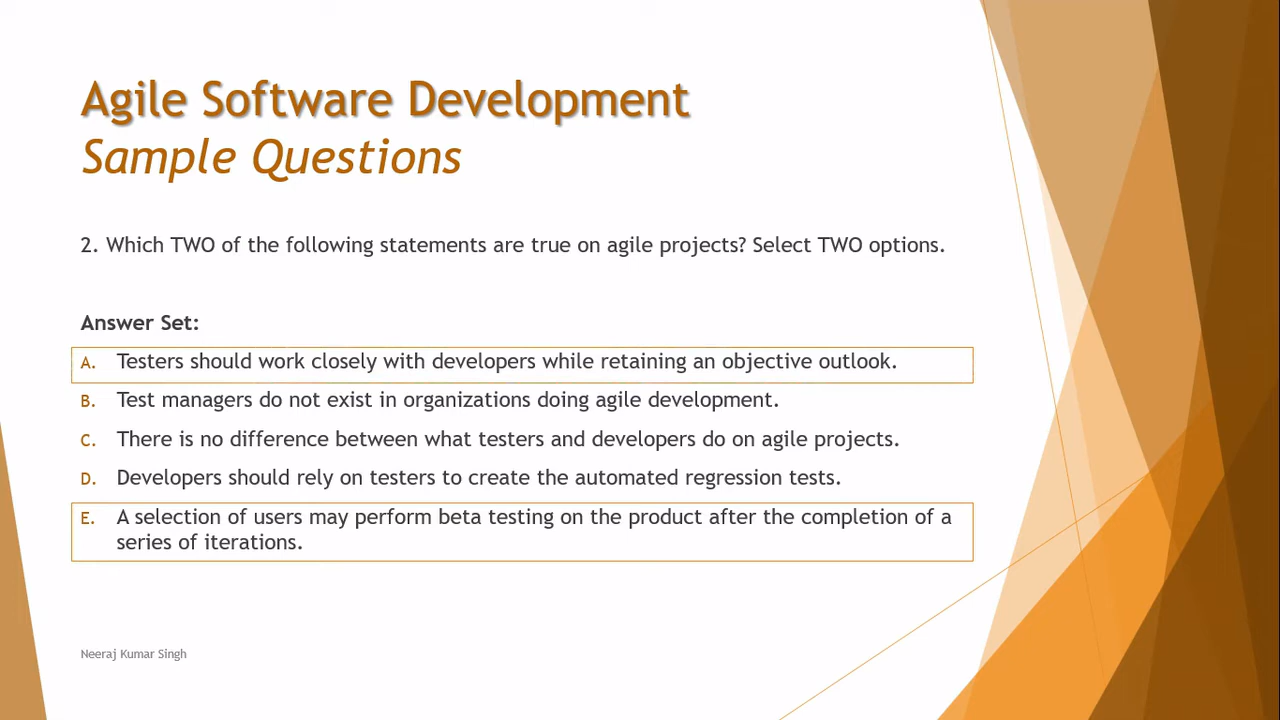 Agile Software Development
Sample Questions
2. Which TWO of the following statements are true on agile projects? Select TWO options.
Answer Set:
A. Testers should work closely with developers while retaining an objective outlook.
B. Test managers do not exist in organizations doing agile development.
C. There is no difference between what testers and developers do on agile projects.
D. Developers should rely on testers to create the automated regression tests.
E. A selection of users may perform beta testing on the product after the completion of a
series of iterations.
Neeraj Kumar Singh